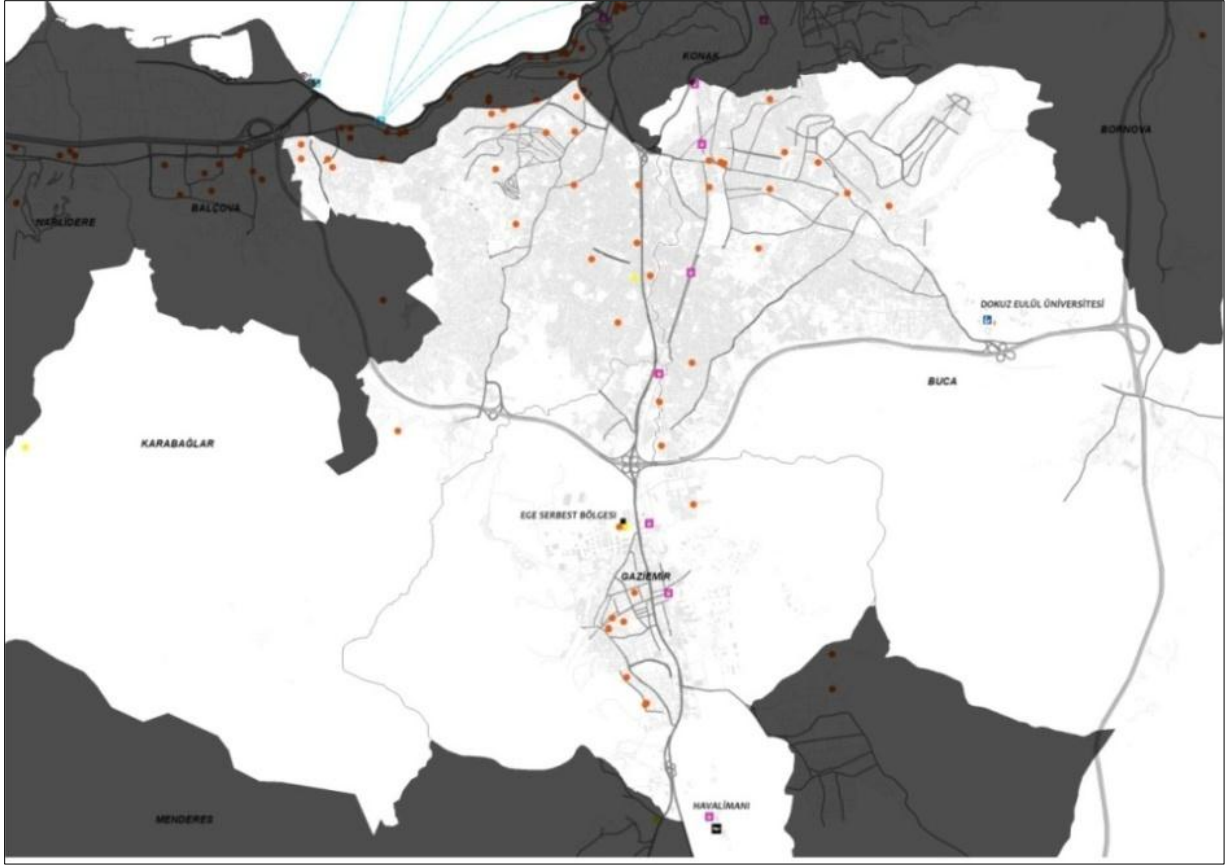 KONAK
BORNOVA
NARLIDERE
BALÇOVA
DOKUZ EULÜL ÜNİVERSİTESİ
BUCA
KARABAĞLAR
EGE SERBEST BÖLGESI
GAZİEMİR
HAVALİMANI
MENDERES